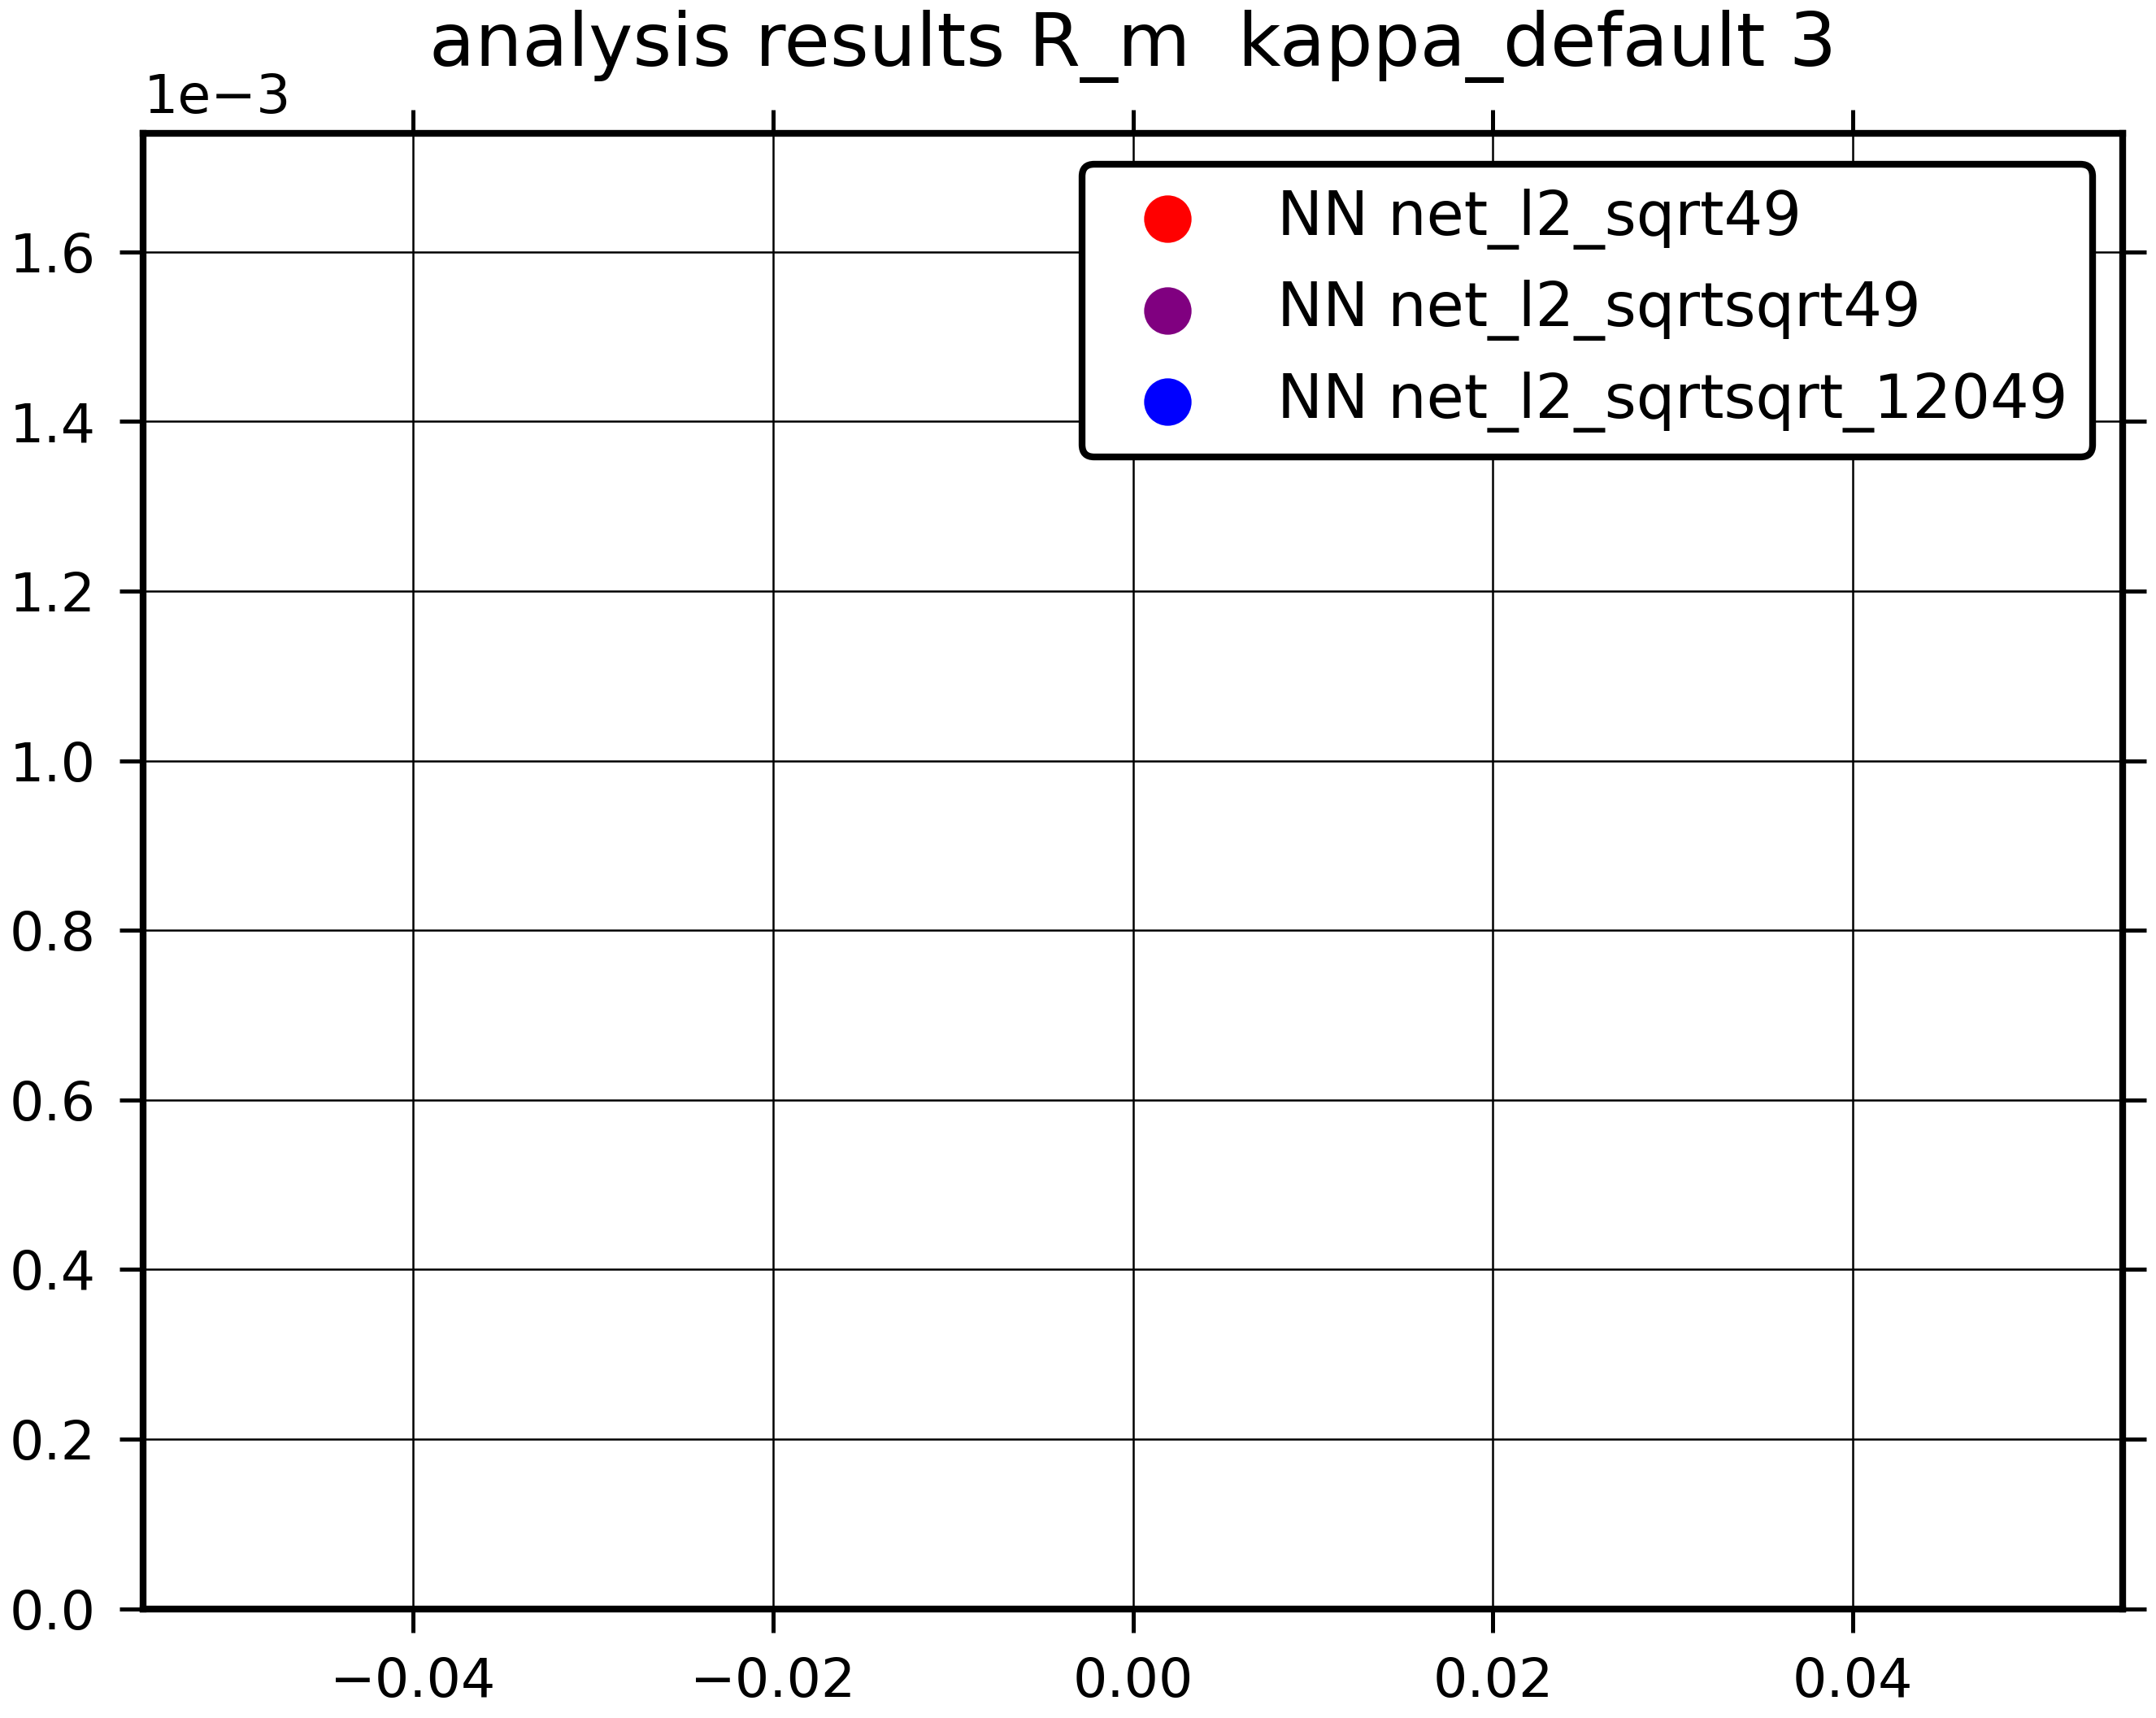 analysis results R_m  kappa_default 3
1e−3
NN net_l2_sqrt49
NN net_l2_sqrtsqrt49
NN net_l2_sqrtsqrt_12049
1.6
1.4
1.2
1.0
0.8
0.6
0.4
0.2
0.0
−0.04
−0.02
0.00
0.02
0.04